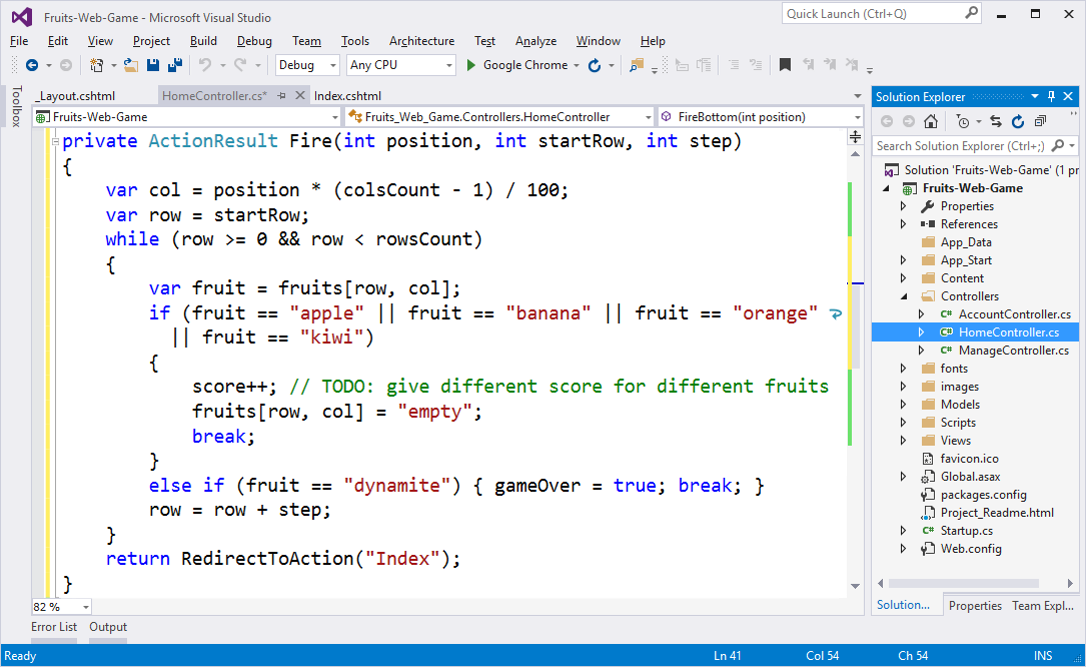 Fruits-Web-Game - Microsoft Visual Studio
Quick Launch (Ctrl+Q)
File Edit View Project Build Debug Team Tools Architecture Test Analyze Window Help
Debug Any CPU Google Chrome
Toolbox
_Layout.cshtml HomeController.cs* Index.cshtml
Fruits-Web-Game Fruits_Web_Game.Controllers.HomeController FireBottom(int position)
private ActionResult Fire(int position, int startRow, int step)
{
var col = position * (colsCount - 1) / 100;
var row = startRow;
while (row >= 0 && row < rowsCount)
{
var fruit = fruits[row, col];
if (fruit == "apple" || fruit == "banana" || fruit == "orange"
|| fruit == "kiwi")
{
score++; // TODO: give different score for different fruits
fruits[row, col] = "empty";
break;
}
else if (fruit == "dynamite") { gameOver = true; break; }
row = row + step;
}
return RedirectToAction("Index");
}
82 %
Error List Output
Solution Explorer
Search Solution Explorer (Ctrl+;)
Solution 'Fruits-Web-Game' (1 pr
Fruits-Web-Game
Properties
References
App_Data
App_Start
Content
Controllers
C# AccountController.cs
C# HomeController.cs
C# ManageController.cs
fonts
images
Models
Scripts
Views
favicon.ico
Global.asax
packages.config
Project_Readme.html
C# Startup.cs
Web.config
Solution... Properties Team Expl...
Ready Ln 41 Col 54 Ch 54 INS